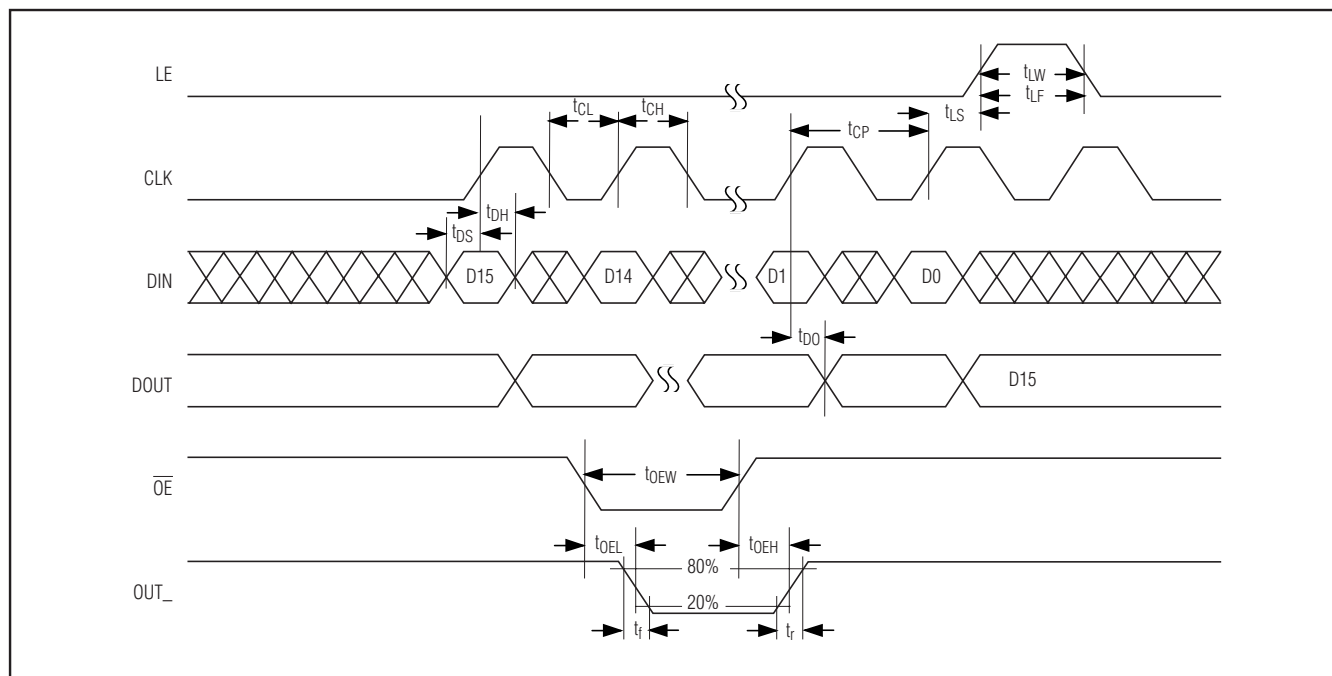 LE
tLW
tLF
tCL
tCH
tCP
tLS
CLK
tDH
tDS
DIN
D15
D14
D1
D0
tD0
DOUT
D15
OE
tOEW
tOEL
tOEH
80%
OUT_
20%
tf
tr